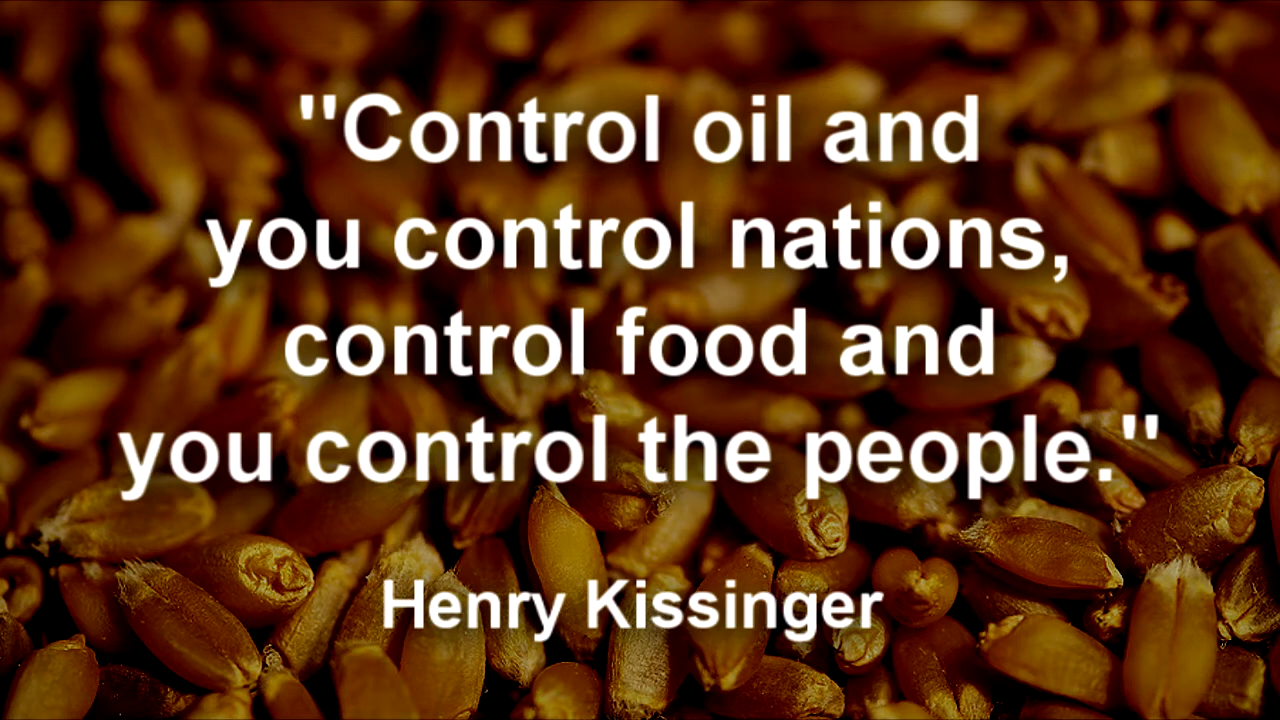 "Control oil and
you control nations,
control food and
you control the people."
Henry Kissinger